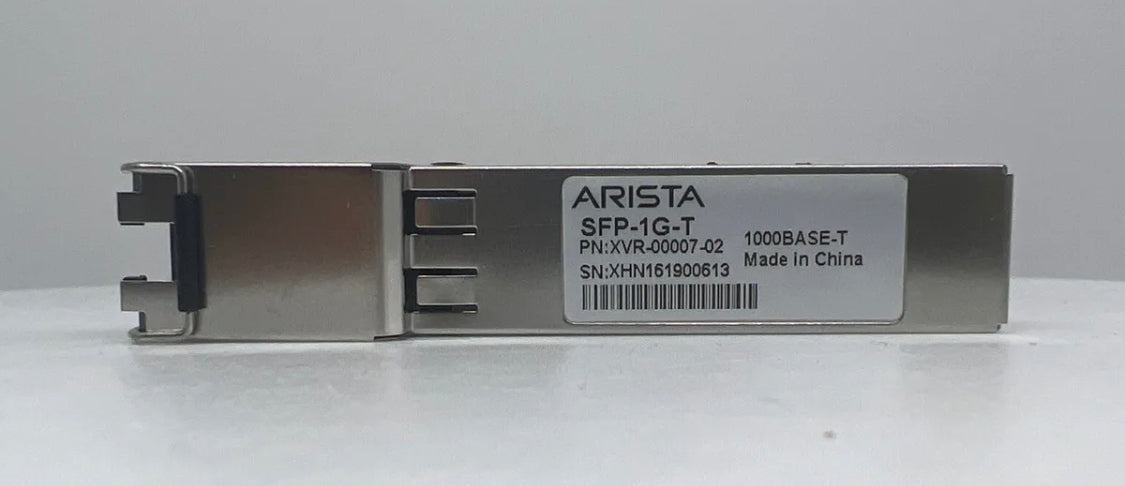 ARISTA
SFP-1G-T
PN:XVR-00007-02
SN:XHN161900613
1000BASE-T
Made in China